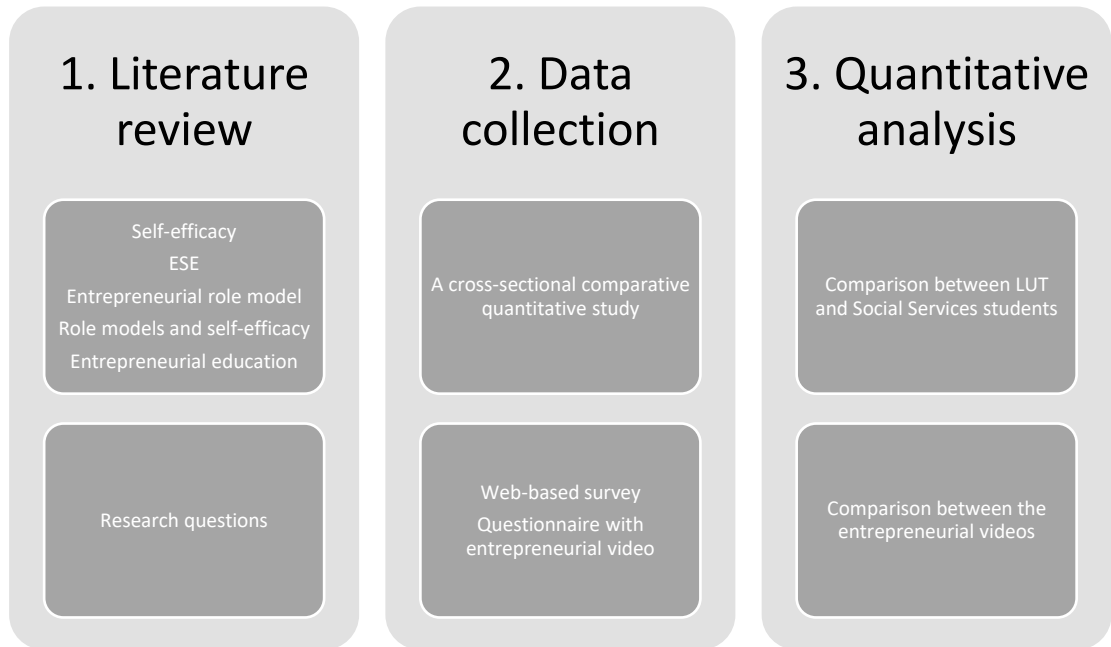 1. Literature
review
Self-efficacy
ESE
Entrepreneurial role model
Role models and self-efficacy
Entrepreneurial education
Research questions
2. Data
collection
A cross-sectional comparative
quantitative study
Web-based survey
Questionnaire with
entrepreneurial video
3. Quantitative
analysis
Comparison between LUT
and Social Services students
Comparison between the
entrepreneurial videos